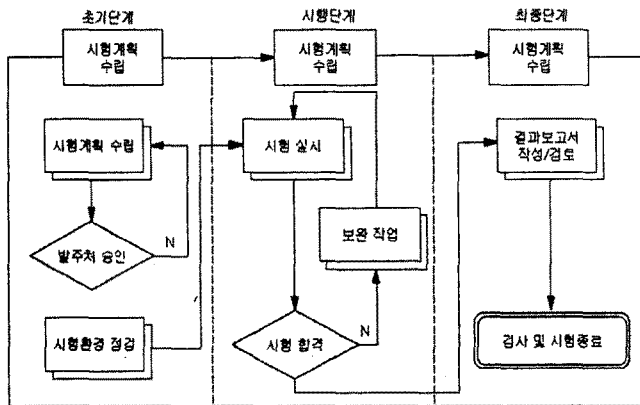 초기단계
시행단계
최종단계
시험계획
수립
시험계획
수립
시험계획
수립
시험계획 수립
시험 실시
결과보고서
작성/검토
보완 작업
발주처 승인
N
시험환경 점검
시험 합격
N
검사 및 시험종료